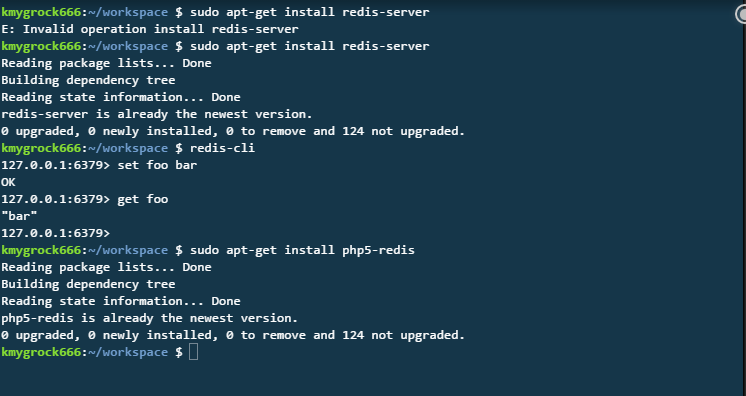 kmygrock666:~/workspace $ sudo apt-get install redis-server
E: Invalid operation install redis-server
kmygrock666:~/workspace $ sudo apt-get install redis-server
Reading package lists... Done
Building dependency tree
Reading state information... Done
redis-server is already the newest version.
0 upgraded, 0 newly installed, 0 to remove and 124 not upgraded.
kmygrock666:~/workspace $ redis-cli
127.0.0.1:6379> set foo bar
OK
127.0.0.1:6379> get foo
"bar"
127.0.0.1:6379>
kmygrock666:~/workspace $ sudo apt-get install php5-redis
Reading package lists... Done
Building dependency tree
Reading state information... Done
php5-redis is already the newest version.
0 upgraded, 0 newly installed, 0 to remove and 124 not upgraded.
kmygrock666:~/workspace $